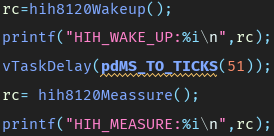 rc=hih8120Wakeup();
printf("HIH_WAKE_UP:%i\n",rc);
vTaskDelay(pdMS_TO_TICKS(51));
rc= hih8120Meassure();
printf("HIH_MEASURE:%i\n",rc);